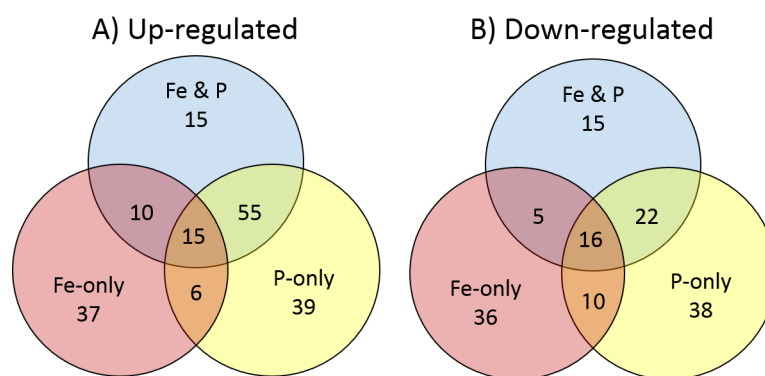 A) Up-regulated
Fe & P
15
10
15
55
Fe-only
37
6
P-only
39
B) Down-regulated
Fe & P
15
5
16
22
Fe-only
36
10
P-only
38